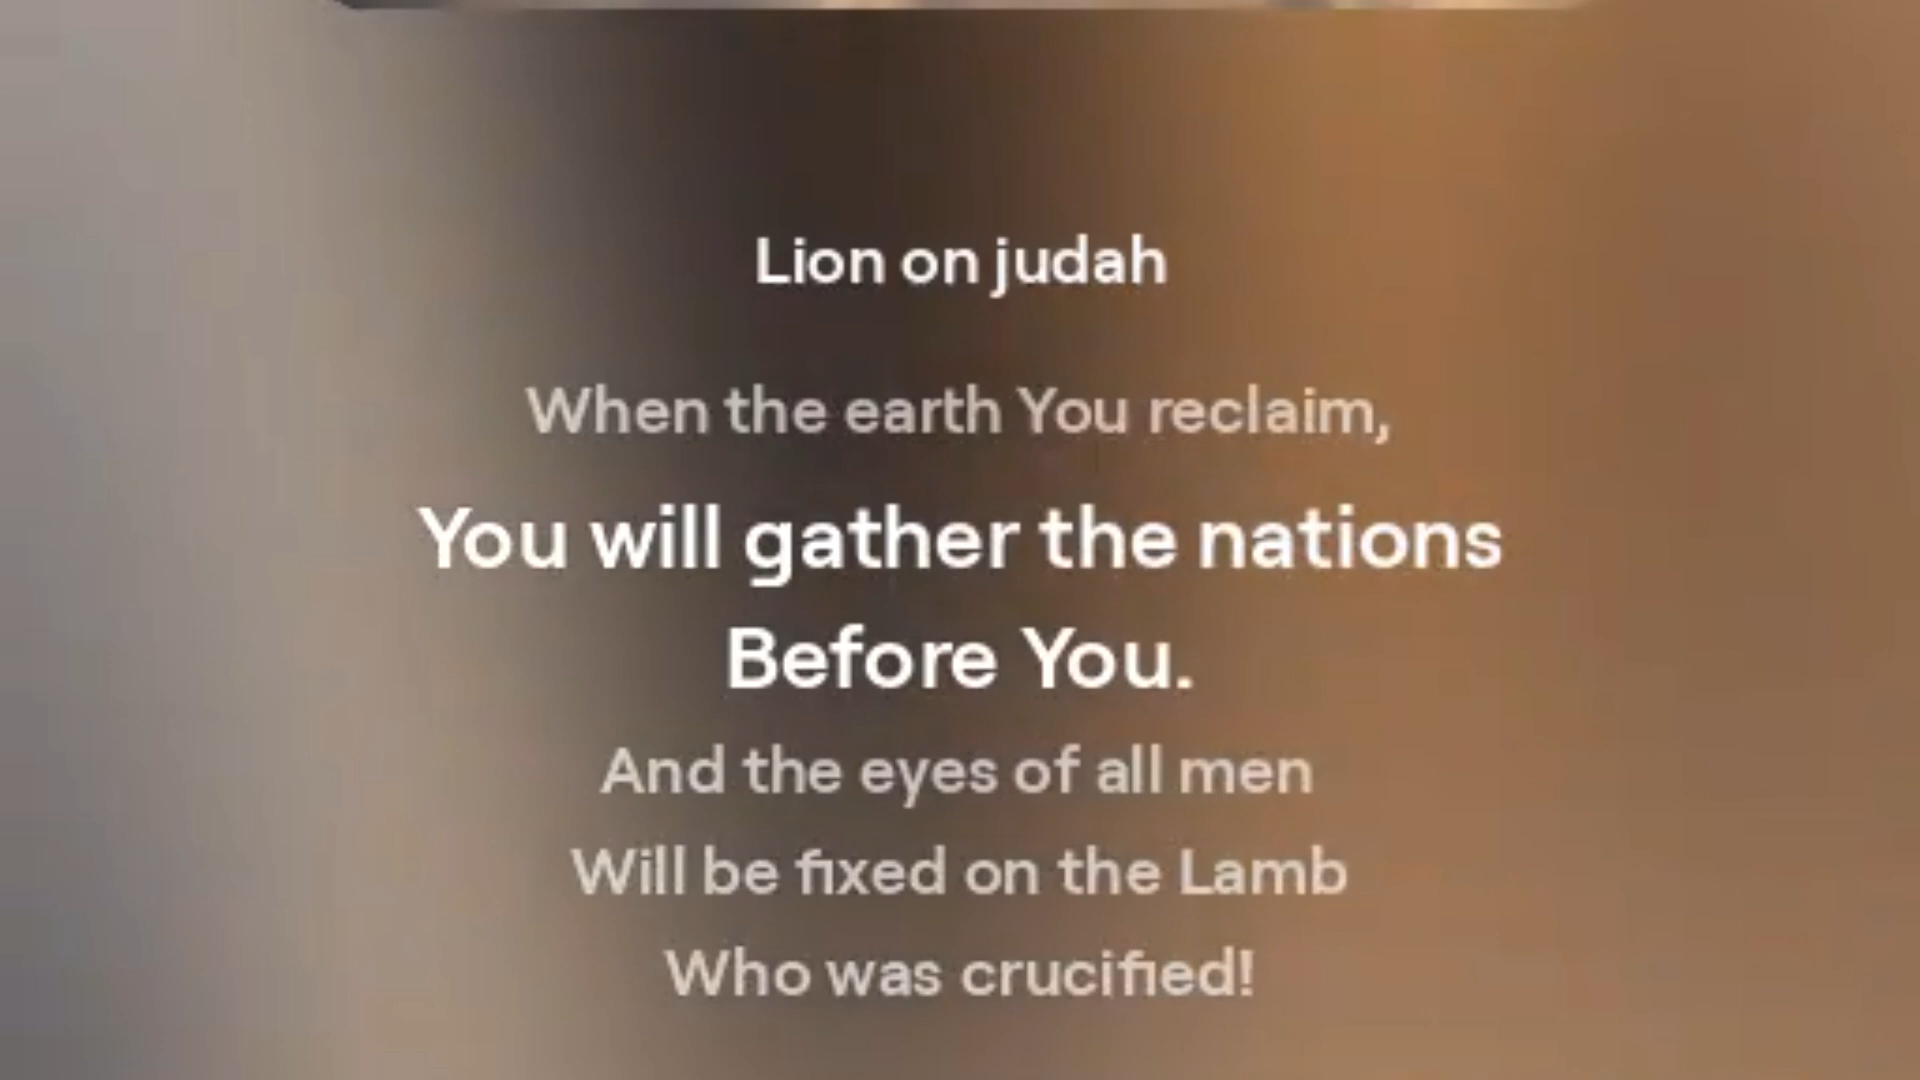 Lion on judah
When the earth You reclaim,
You will gather the nations
Before You.
And the eyes of all men
Will be fixed on the Lamb
Who was crucified!